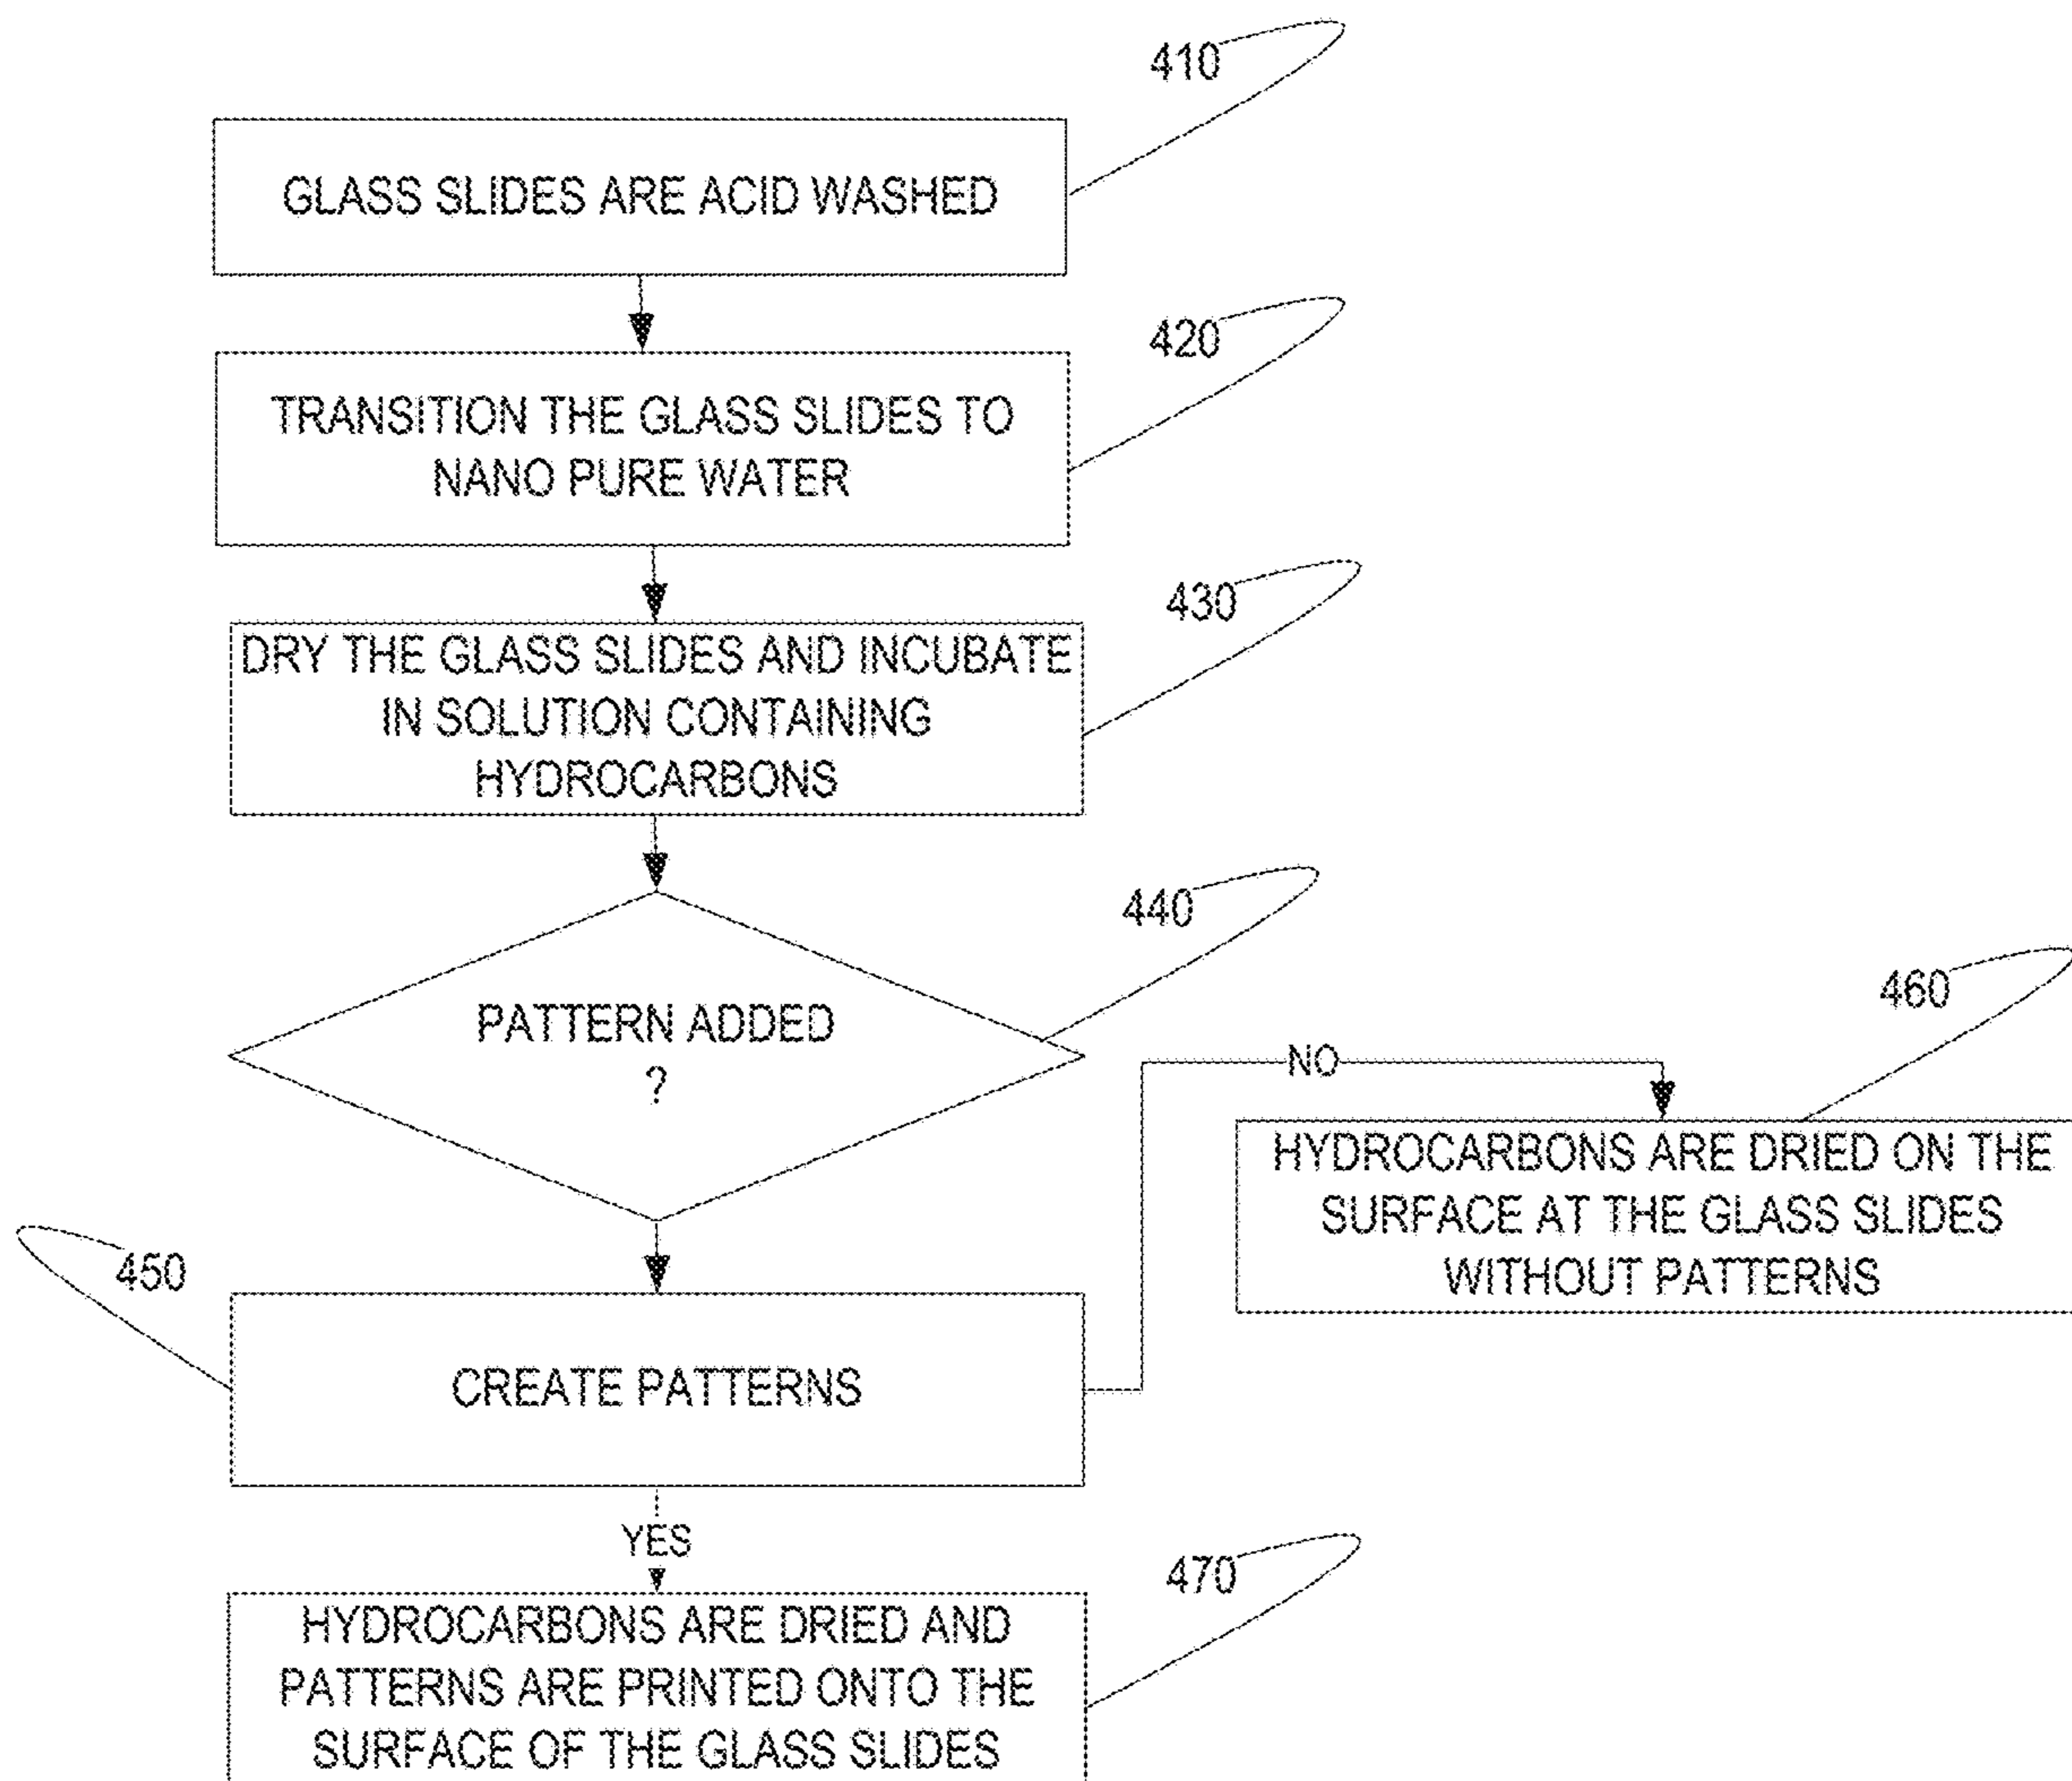 410
GLASS SLIDES ARE ACID WASHED
420
TRANSITION THE GLASS SLIDES TO
NANO PURE WATER
430
DRY THE GLASS SLIDES AND INCUBATE
IN SOLUTION CONTAINING
HYDROCARBONS
440
PATTERN ADDED
?
460
NO
HYDROCARBONS ARE DRIED ON THE
SURFACE AT THE GLASS SLIDES
WITHOUT PATTERNS
450
CREATE PATTERNS
YES
470
HYDROCARBONS ARE DRIED AND
PATTERNS ARE PRINTED ONTO THE
SURFACE OF THE GLASS SLIDES